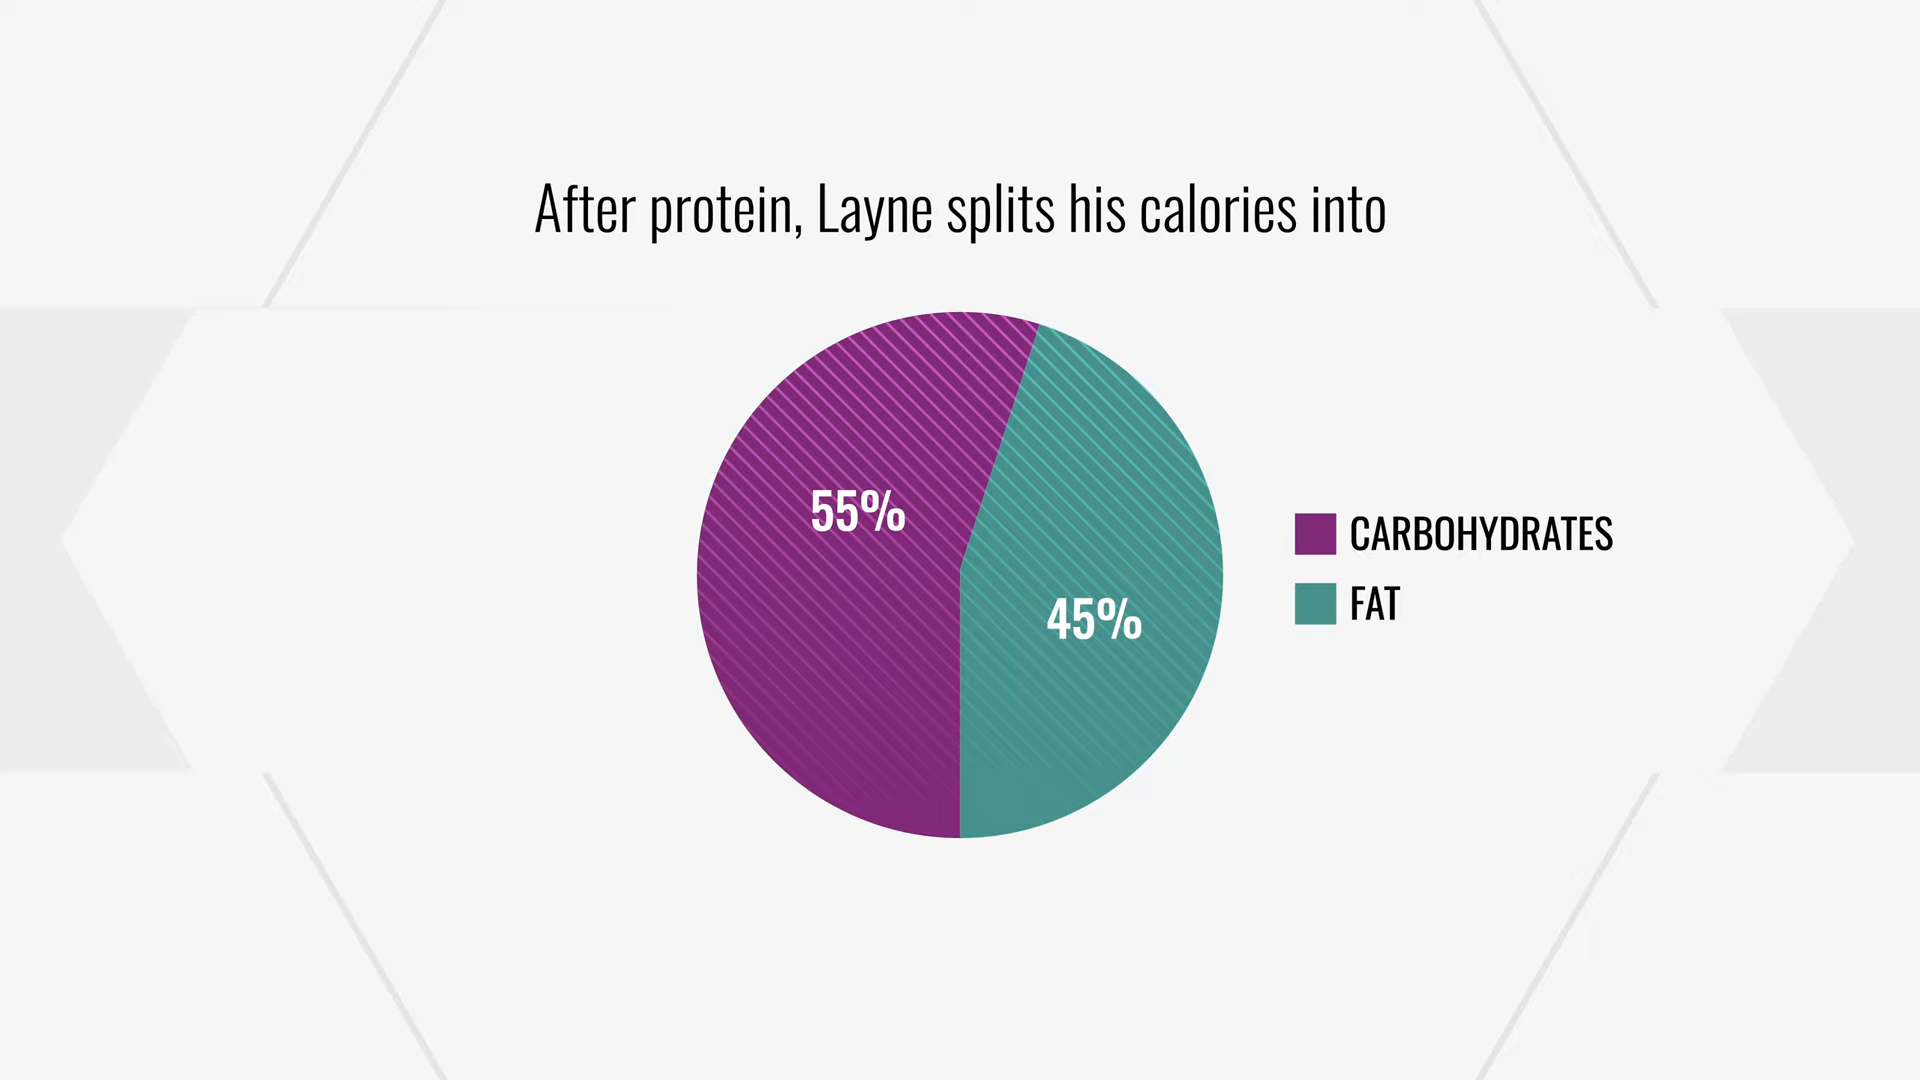 After protein, Layne splits his calories into
55%
CARBOHYDRATES
45%
FAT